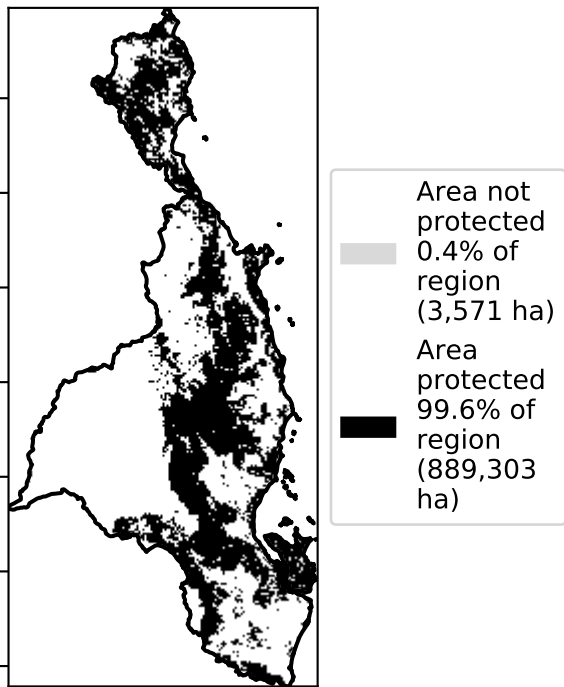 Area not
protected
0.4% of
region
(3,571 ha)
Area
protected
99.6% of
region
(889,303
ha)